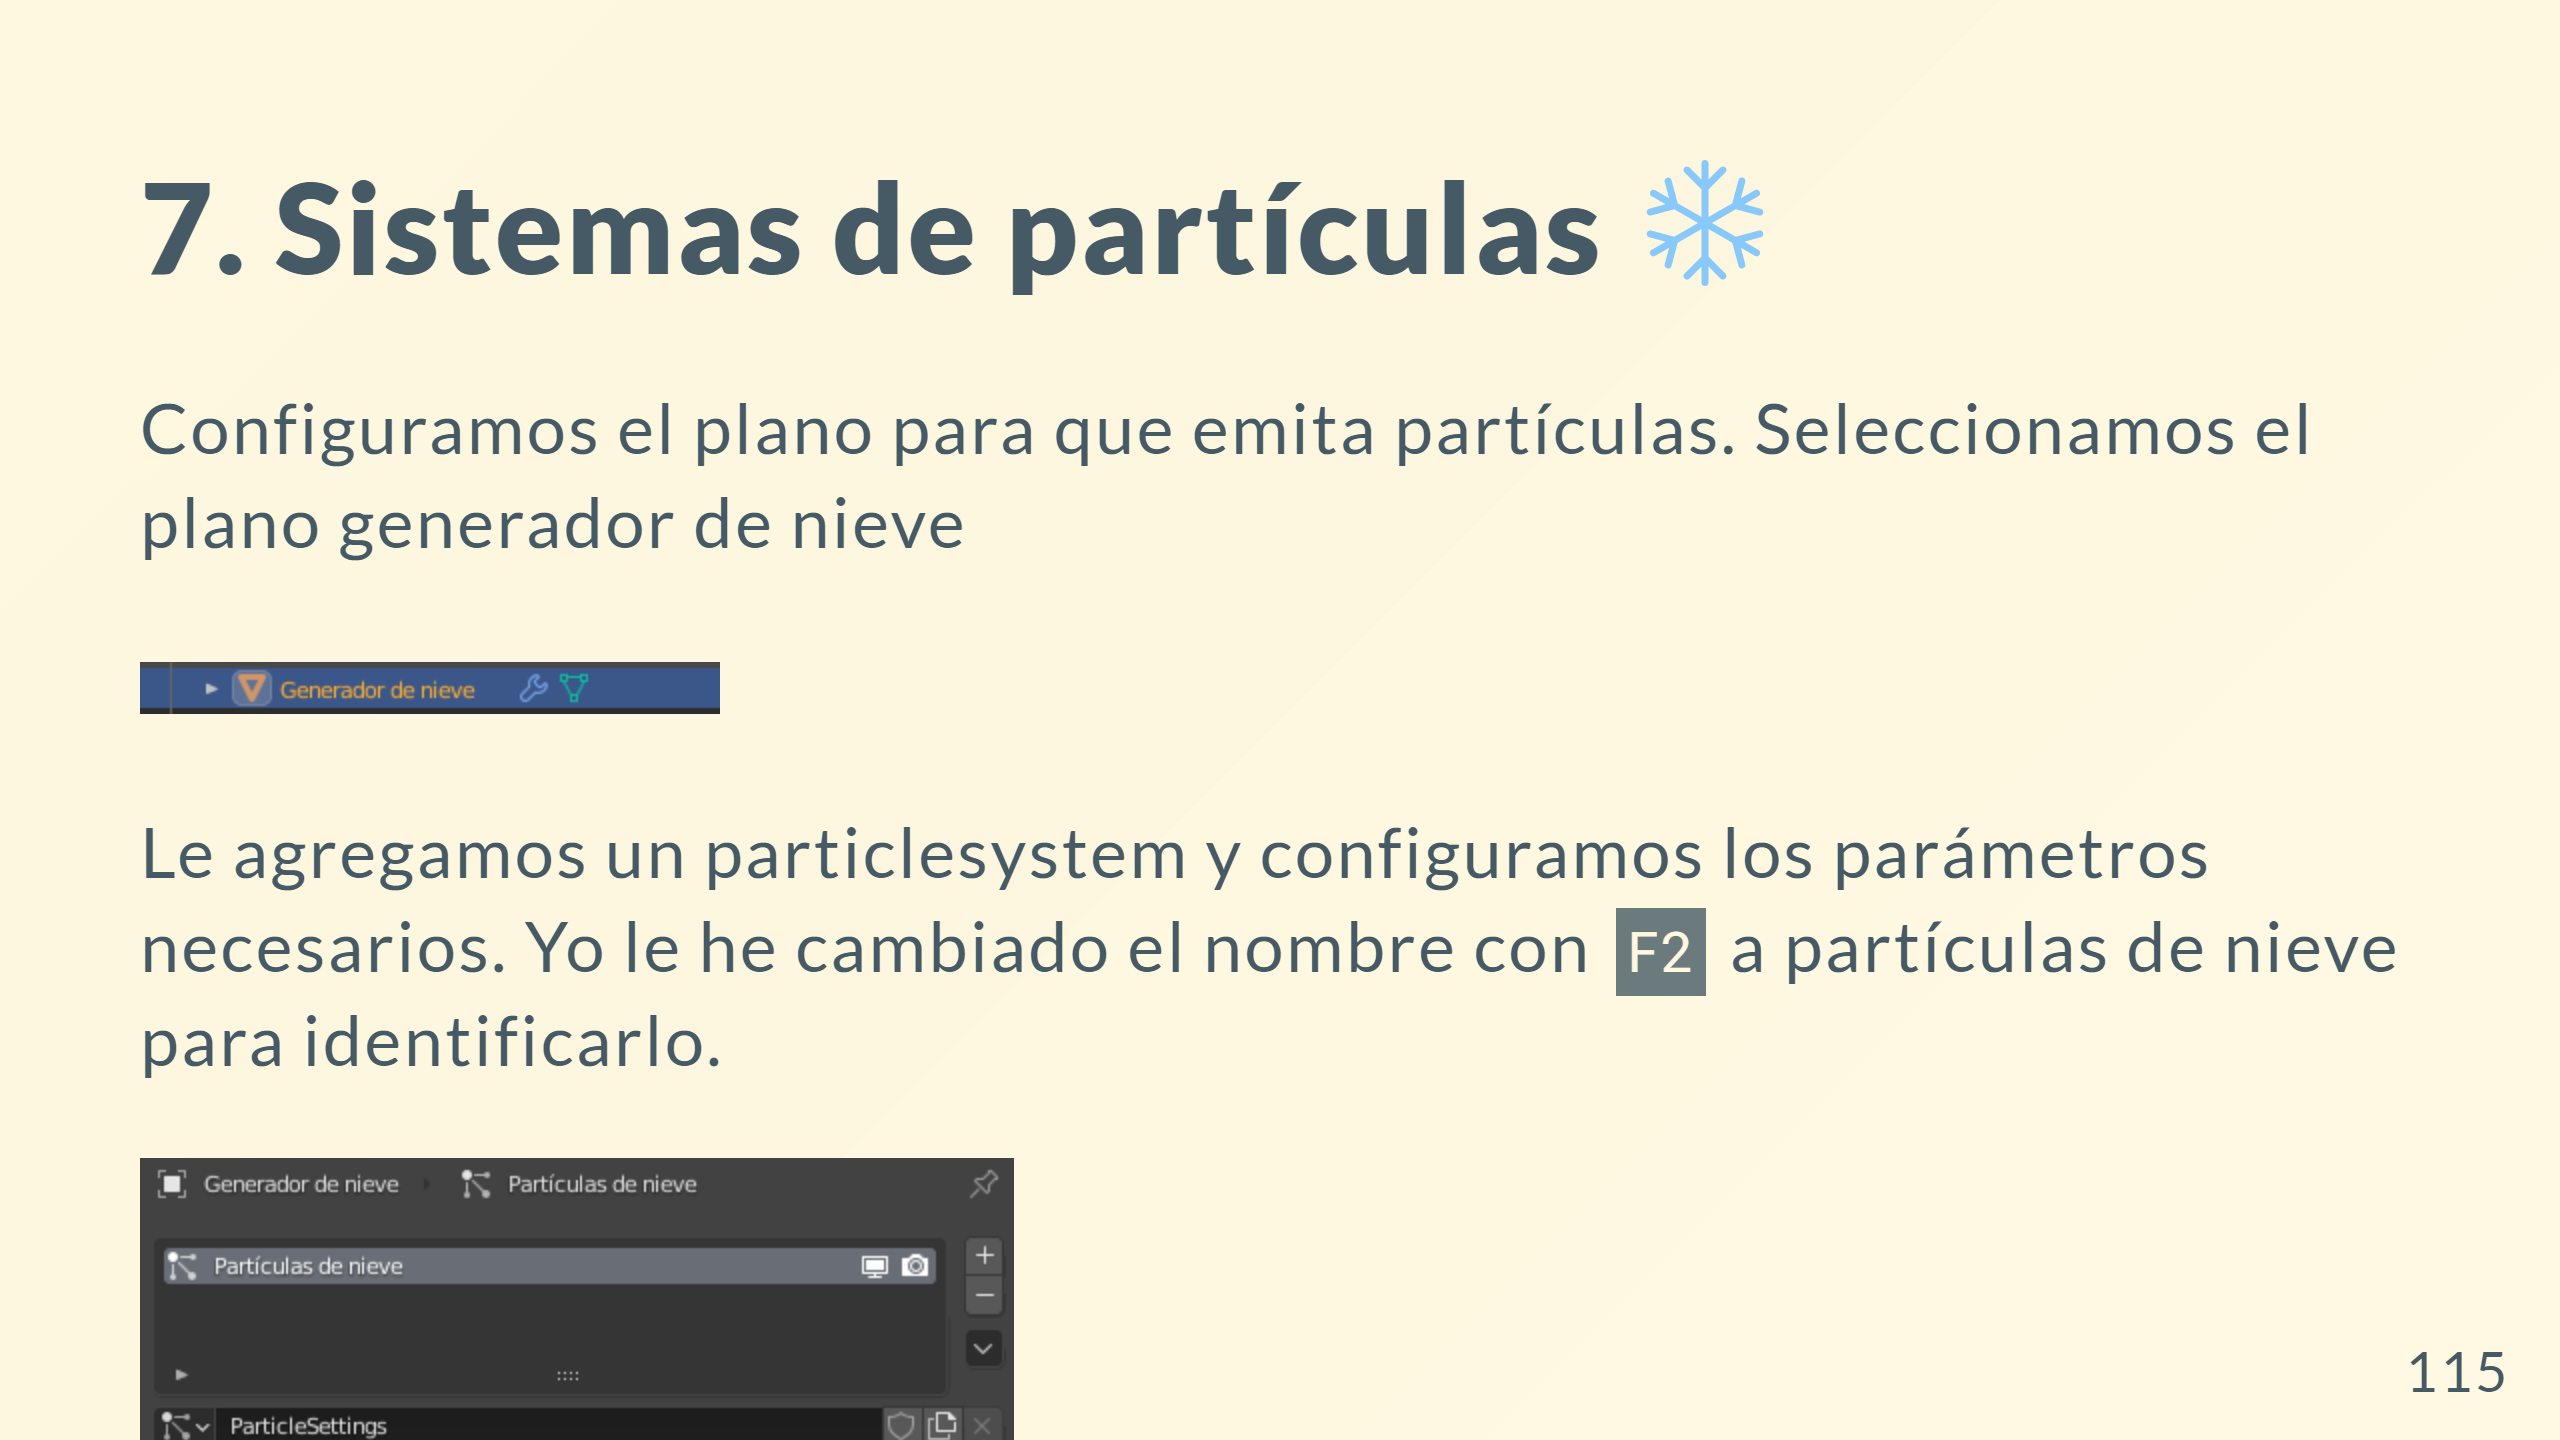 7. Sistemas de partículas
Configuramos el plano para que emita partículas. Seleccionamos el
plano generador de nieve
Generador de nieve
Le agregamos un particlesystem y configuramos los parámetros
necesarios. Yo le he cambiado el nombre con F2 a partículas de nieve
para identificarlo.
Generador de nieve Partículas de nieve
Partículas de nieve
ParticleSettings
115